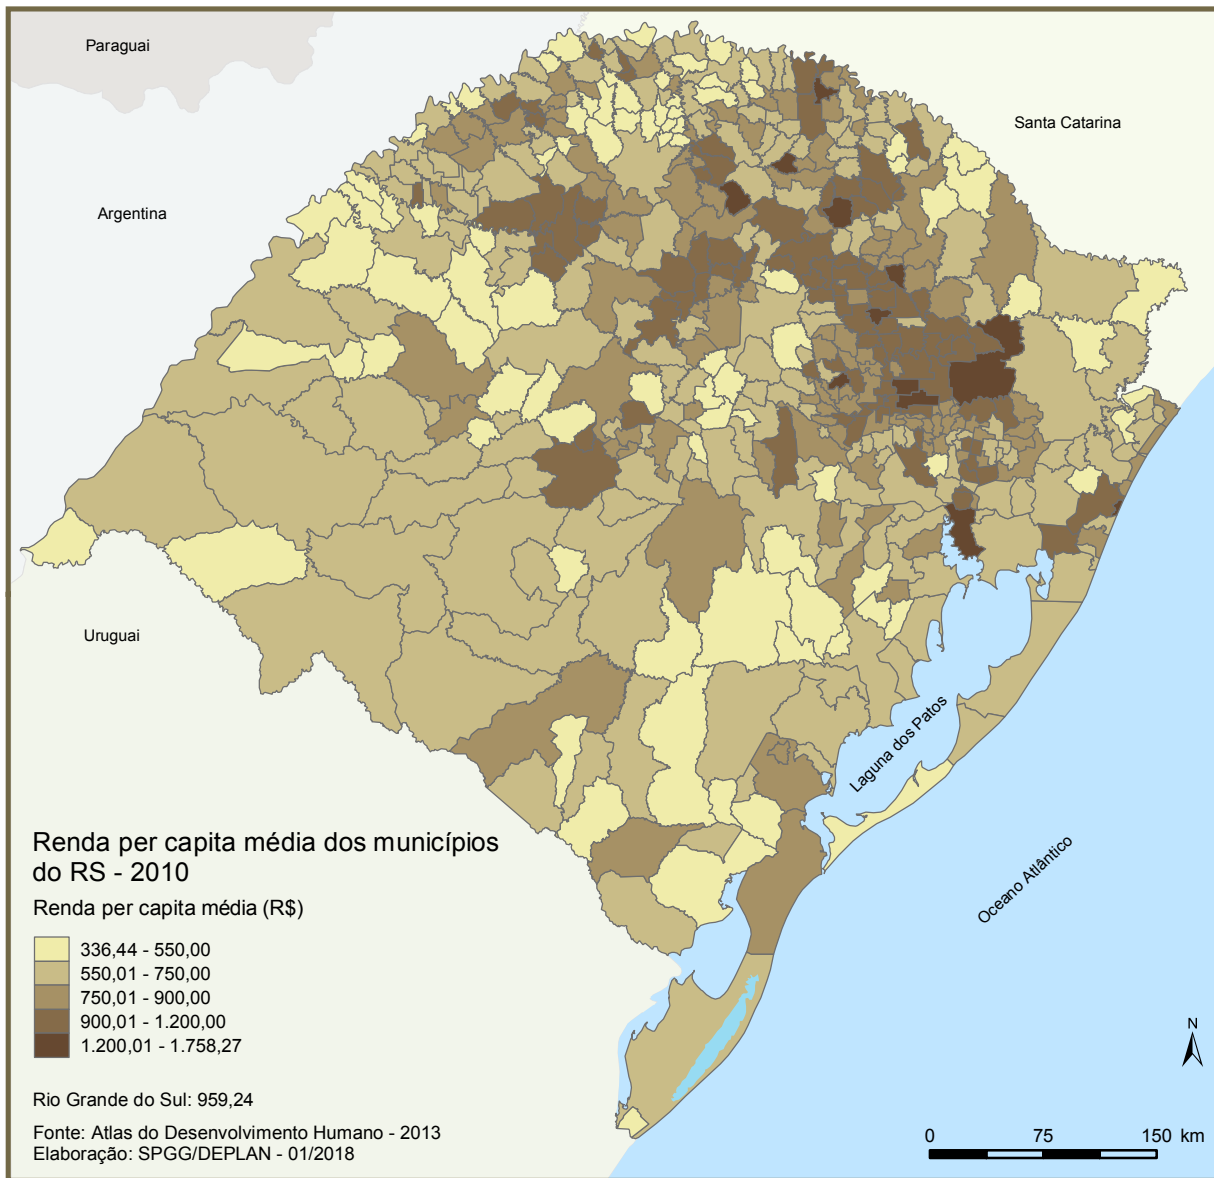 Paraguai
Santa Catarina
Argentina
Uruguai
Laguna dos Patos
Oceano Atlântico
Renda per capita média dos municípios
do RS - 2010
Renda per capita média (R$)
336,44 - 550,00
550,01 - 750,00
750,01 - 900,00
900,01 - 1.200,00
1.200,01 - 1.758,27
Rio Grande do Sul: 959,24
Fonte: Atlas do Desenvolvimento Humano - 2013
Elaboração: SPGG/DEPLAN - 01/2018
N
0 75 150 km